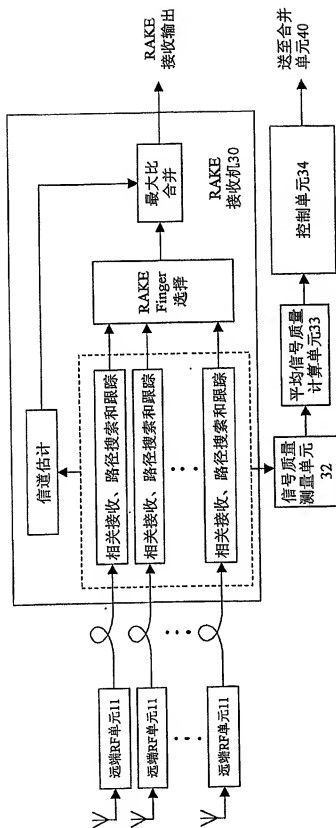 远端RF单元11
远端RF单元11
远端RF单元11
信道估计
相关接收、路径搜索和跟踪
相关接收、路径搜索和跟踪
相关接收、路径搜索和跟踪
RAKE
Finger
选择
最大比
合并
RAKE
接收机30
RAKE
接收输出
信号质量
测量单元
32
平均信号质量
计算单元33
控制单元34
送至合并
单元40